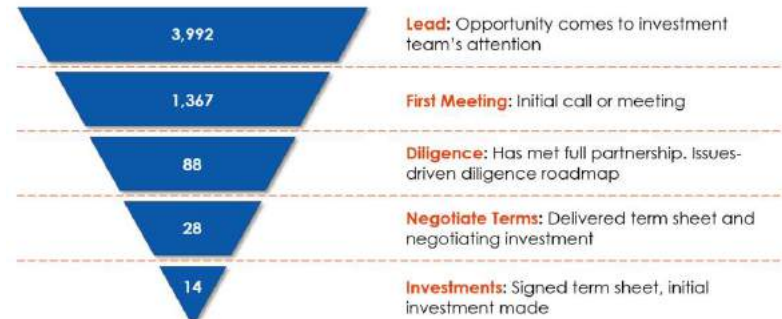 3,992
Lead: Opportunity comes to investment
team's attention
1,367
First Meeting: Initial call or meeting
88
Diligence: Has met full partnership. Issues-
driven diligence roadmap
28
Negotiate Terms: Delivered term sheet and
negotiating investment
14
Investments: Signed term sheet, initial
investment made